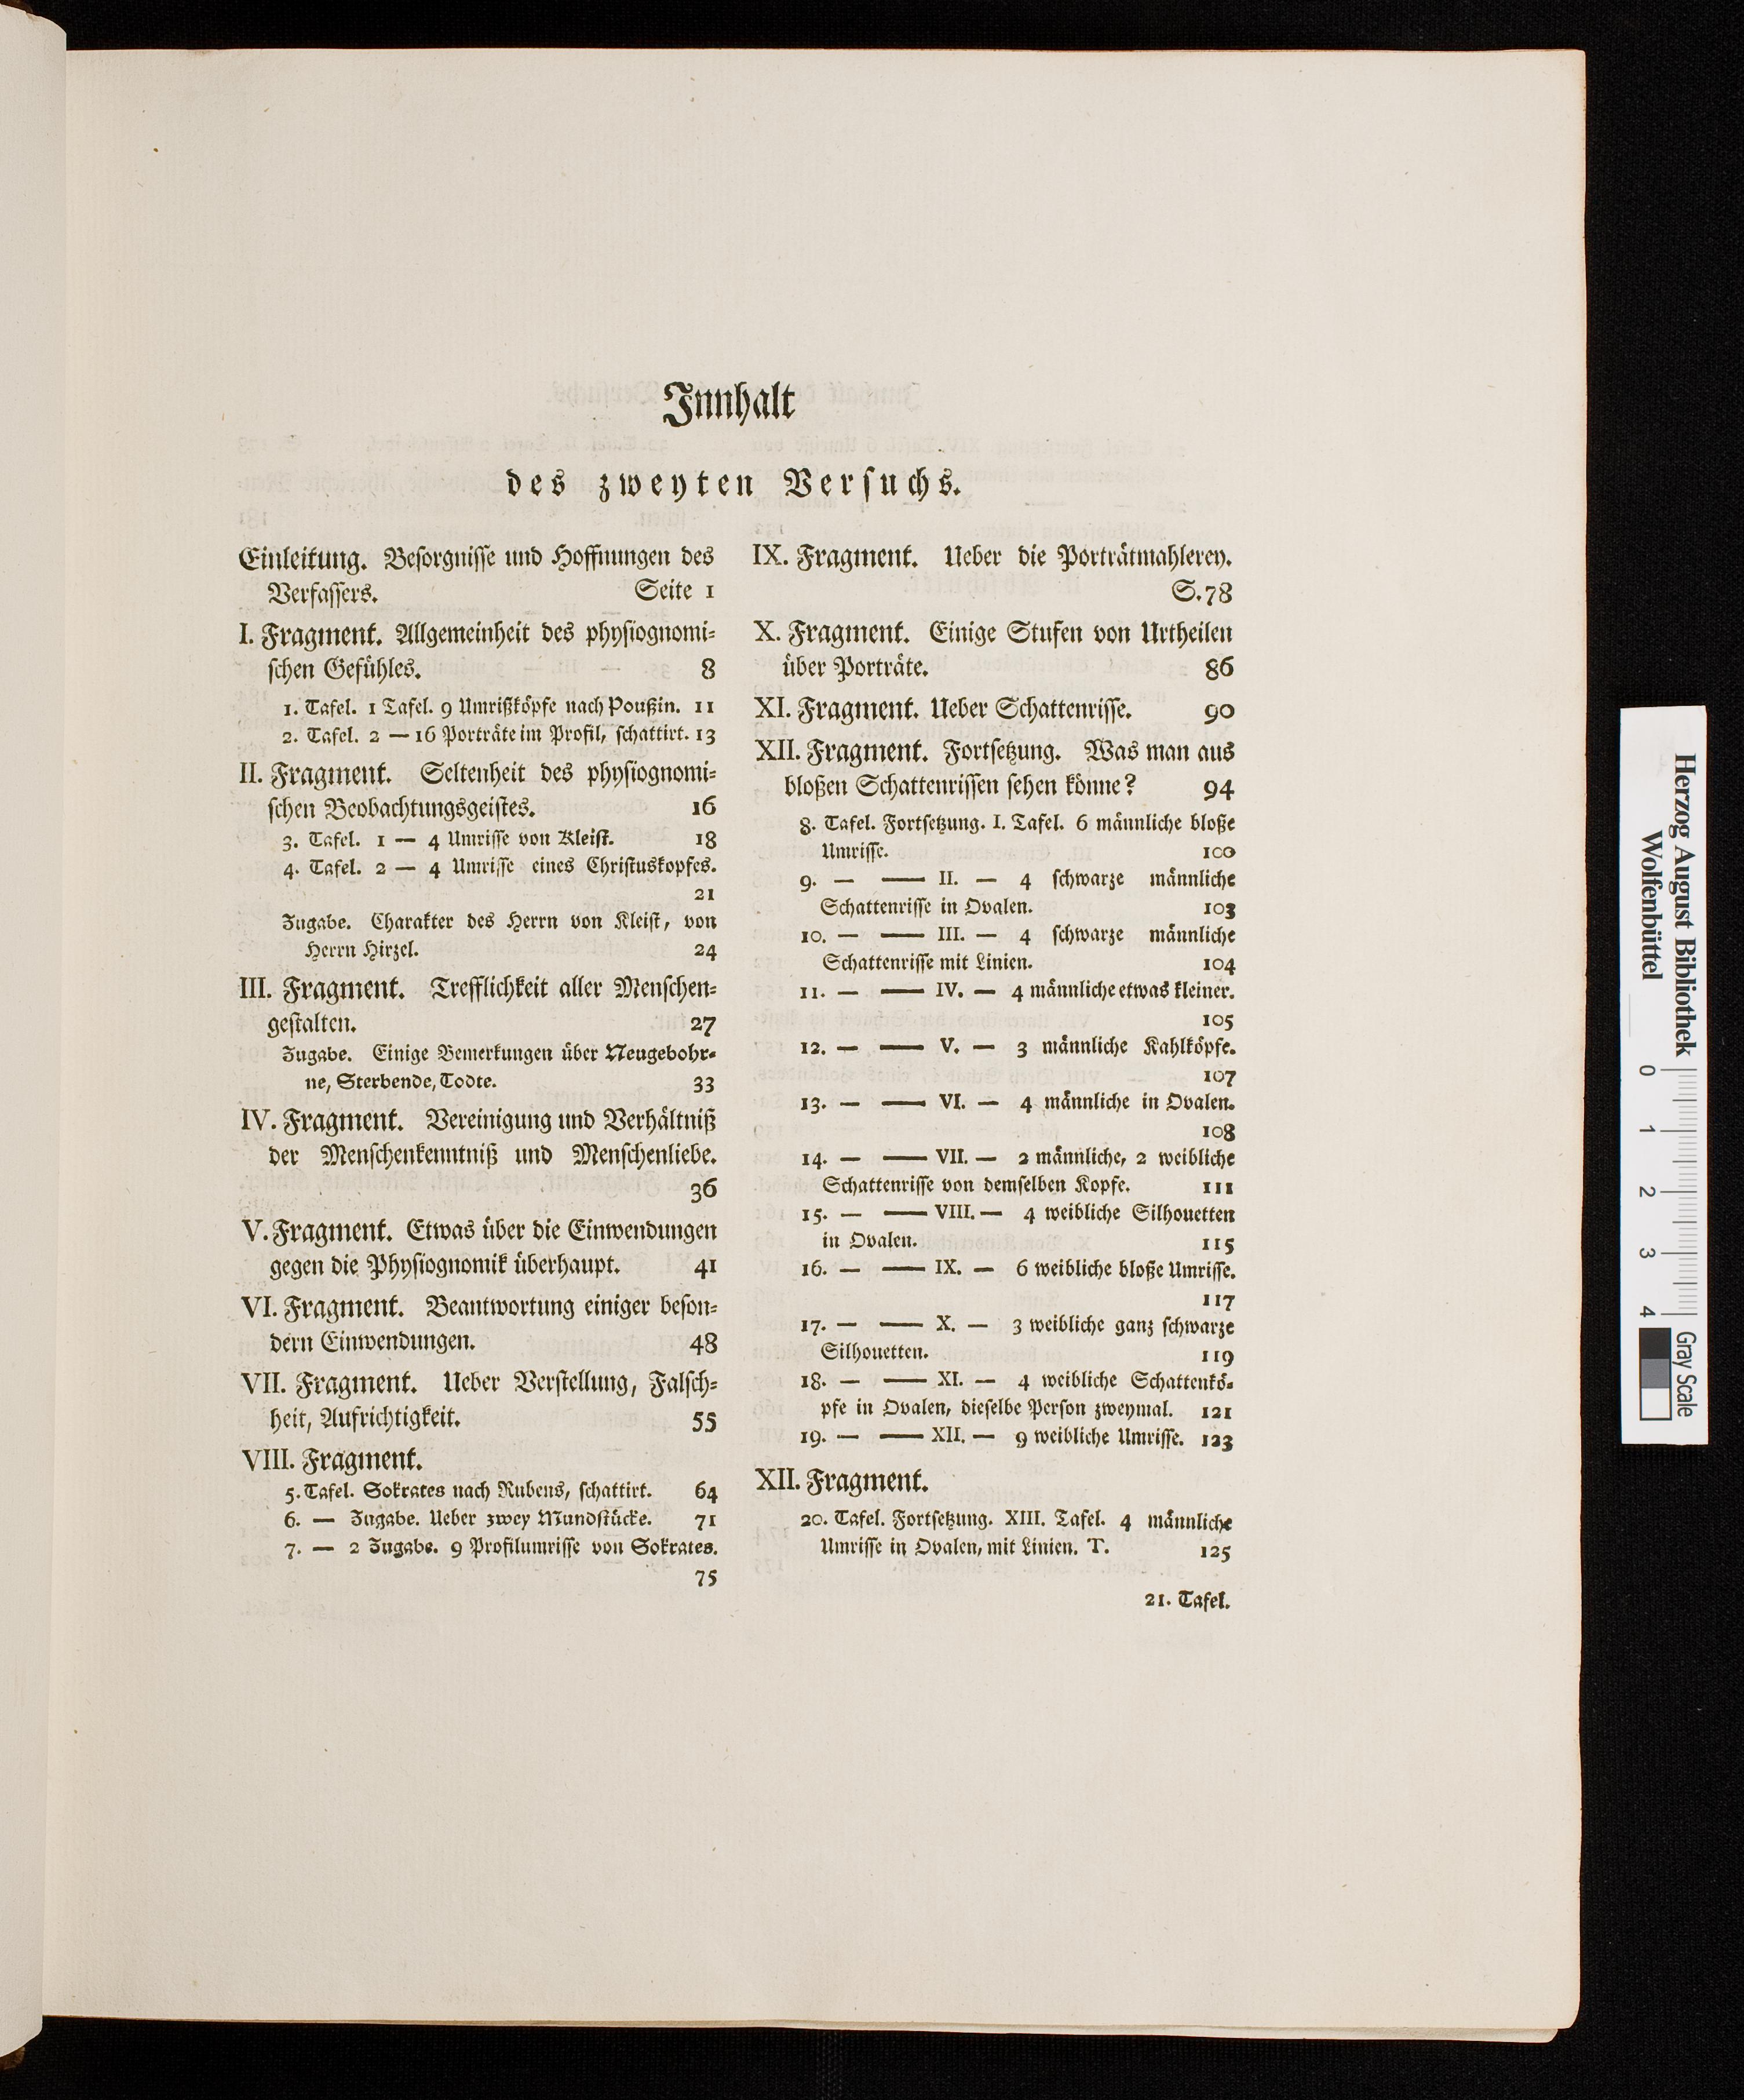 Innhalt
des zweyten Versuchs.
Einleitung. Besorgnisse und Hoffnungen des
Verfassers. Seite 1
I. Fragment. Allgemeinheit des physiognomi-
schen Gefühles. 8
1. Tafel. 1 Tafel. 9 Umrißköpfe nach Poußin. 11
2. Tafel. 2 — 16 Porträte im Profil, schattirt. 13
II. Fragment. Seltenheit des physiognomi-
schen Beobachtungsgeistes. 16
3. Tafel. 1 — 4 Umrisse von Kleist. 18
4. Tafel. 2 — 4 Umrisse eines Christuskopfes.
21
Zugabe. Charakter des Herrn von Kleist, von
Herrn Hirzel. 24
III. Fragment. Trefflichkeit aller Menschen-
gestalten. 27
Zugabe. Einige Bemerkungen über Neugebohr-
ne, Sterbende, Todte. 33
IV. Fragment. Vereinigung und Verhältniß
der Menschenkenntniß und Menschenliebe.
36
V. Fragment. Etwas über die Einwendungen
gegen die Physiognomik überhaupt. 41
VI. Fragment. Beantwortung einiger beson-
dern Einwendungen. 48
VII. Fragment. Ueber Verstellung, Falsch-
heit, Aufrichtigkeit. 55
VIII. Fragment.
5. Tafel. Sokrates nach Rubens, schattirt. 64
6. — Zugabe. Ueber zwey Mundstücke. 71
7. — 2 Zugabe. 9 Profilumrisse von Sokrates.
75
IX. Fragment. Ueber die Porträtmahlerey.
S. 78
X. Fragment. Einige Stufen von Urtheilen
über Porträte. 86
XI. Fragment. Ueber Schattenrisse. 90
XII. Fragment. Fortsetzung. Was man aus
bloßen Schattenrissen sehen könne? 94
8. Tafel. Fortsetzung. I. Tafel. 6 männliche bloße
Umrisse. 100
9. — — II. — 4 schwarze männliche
Schattenrisse in Ovalen. 103
10. — — III. — 4 schwarze männliche
Schattenrisse mit Linien. 104
11. — — IV. — 4 männliche etwas kleiner.
105
12. — — V. — 3 männliche Kahlköpfe.
107
13. — — VI. — 4 männliche in Ovalen.
108
14. — — VII. — 2 männliche, 2 weibliche
Schattenrisse von demselben Kopfe. 111
15. — — VIII. — 4 weibliche Silhouetten
in Ovalen. 115
16. — — IX. — 6 weibliche bloße Umrisse.
117
17. — — X. — 3 weibliche ganz schwarze
Silhouetten. 119
18. — — XI. — 4 weibliche Schattenkö-
pfe in Ovalen, dieselbe Person zweymal. 121
19. — — XII. — 9 weibliche Umrisse. 123
XII. Fragment.
20. Tafel. Fortsetzung. XIII. Tafel. 4 männliche
Umrisse in Ovalen, mit Linien. T. 125
21. Tafel.
Herzog August Bibliothek
Wolfenbüttel
0 1 2 3 4
Gray Scale